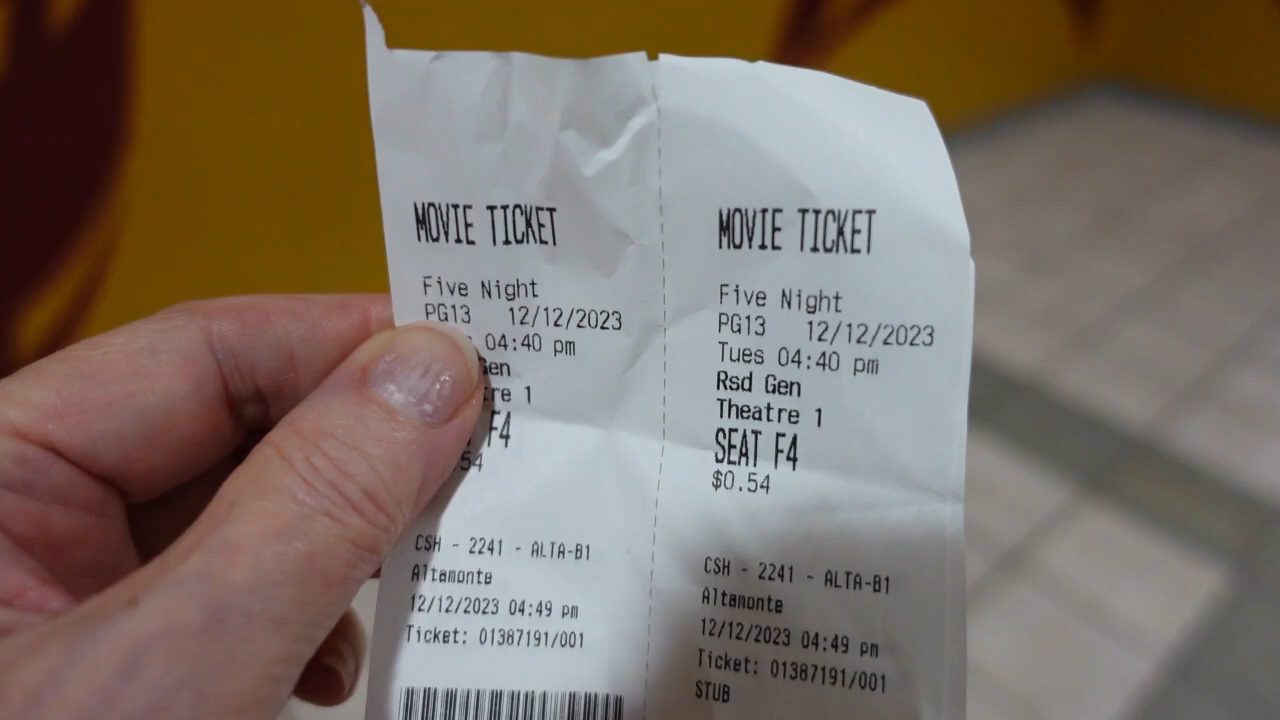 MOVIE TICKET
Five Night
PG13 12/12/2023
04:40 pm
Gen
1
F4
CSH - 2241 - ALTA-B1
Altamonte
12/12/2023 04:49 pm
Ticket: 01387191/001
MOVIE TICKET
Five Night
PG13 12/12/2023
Tues 04:40 pm
Rsd Gen
Theatre 1
SEAT F4
$0.54
CSH - 2241 - ALTA-B1
Altamonte
12/12/2023 04:49 pm
Ticket: 01387191/001
STUB